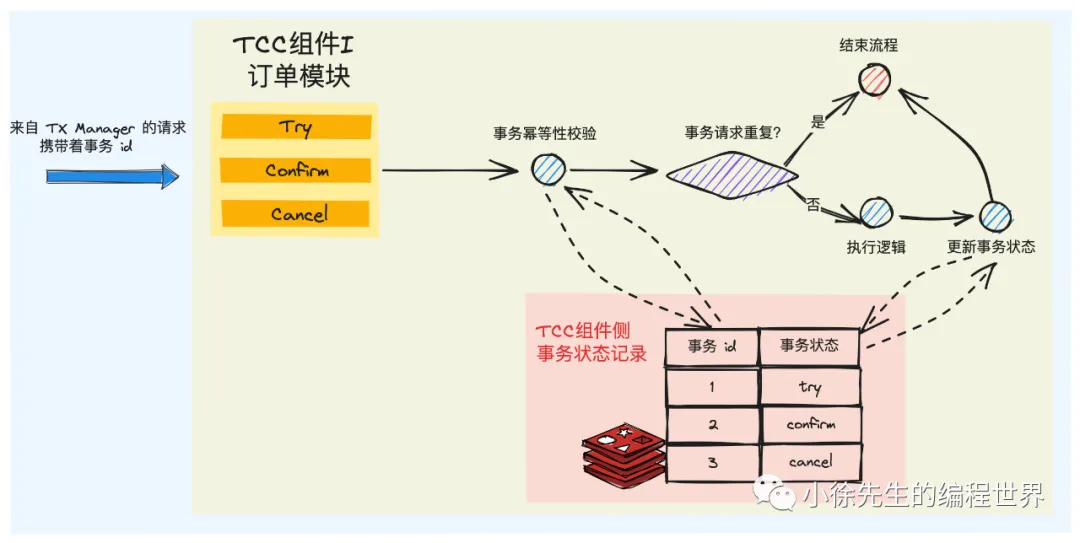 TCC组件I
订单模块
Try
Confirm
Cancel
来自 TX Manager 的请求
携带着事务 id
事务幂等性校验
事务请求重复?
是
否
结束流程
执行逻辑
更新事务状态
TCC组件侧
事务状态记录
事务 id 事务状态
1 try
2 confirm
3 cancel
小徐先生的编程世界